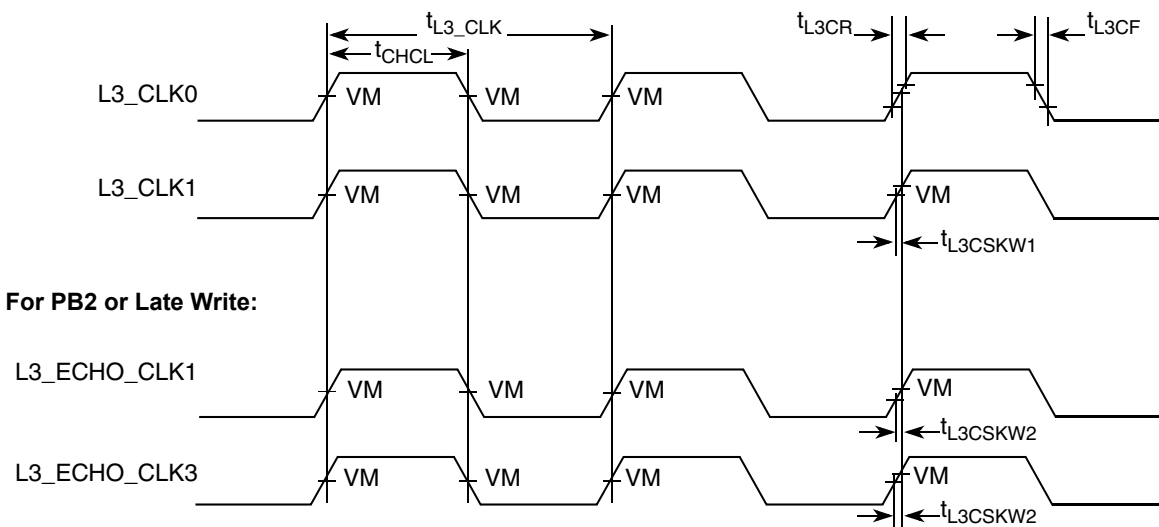 tL3_CLK
tL3CR
tL3CF
tCHCL
L3_CLK0
VM
VM
VM
L3_CLK1
VM
VM
VM
VM
tL3CSKW1
For PB2 or Late Write:
L3_ECHO_CLK1
VM
VM
VM
VM
tL3CSKW2
L3_ECHO_CLK3
VM
VM
VM
VM
tL3CSKW2